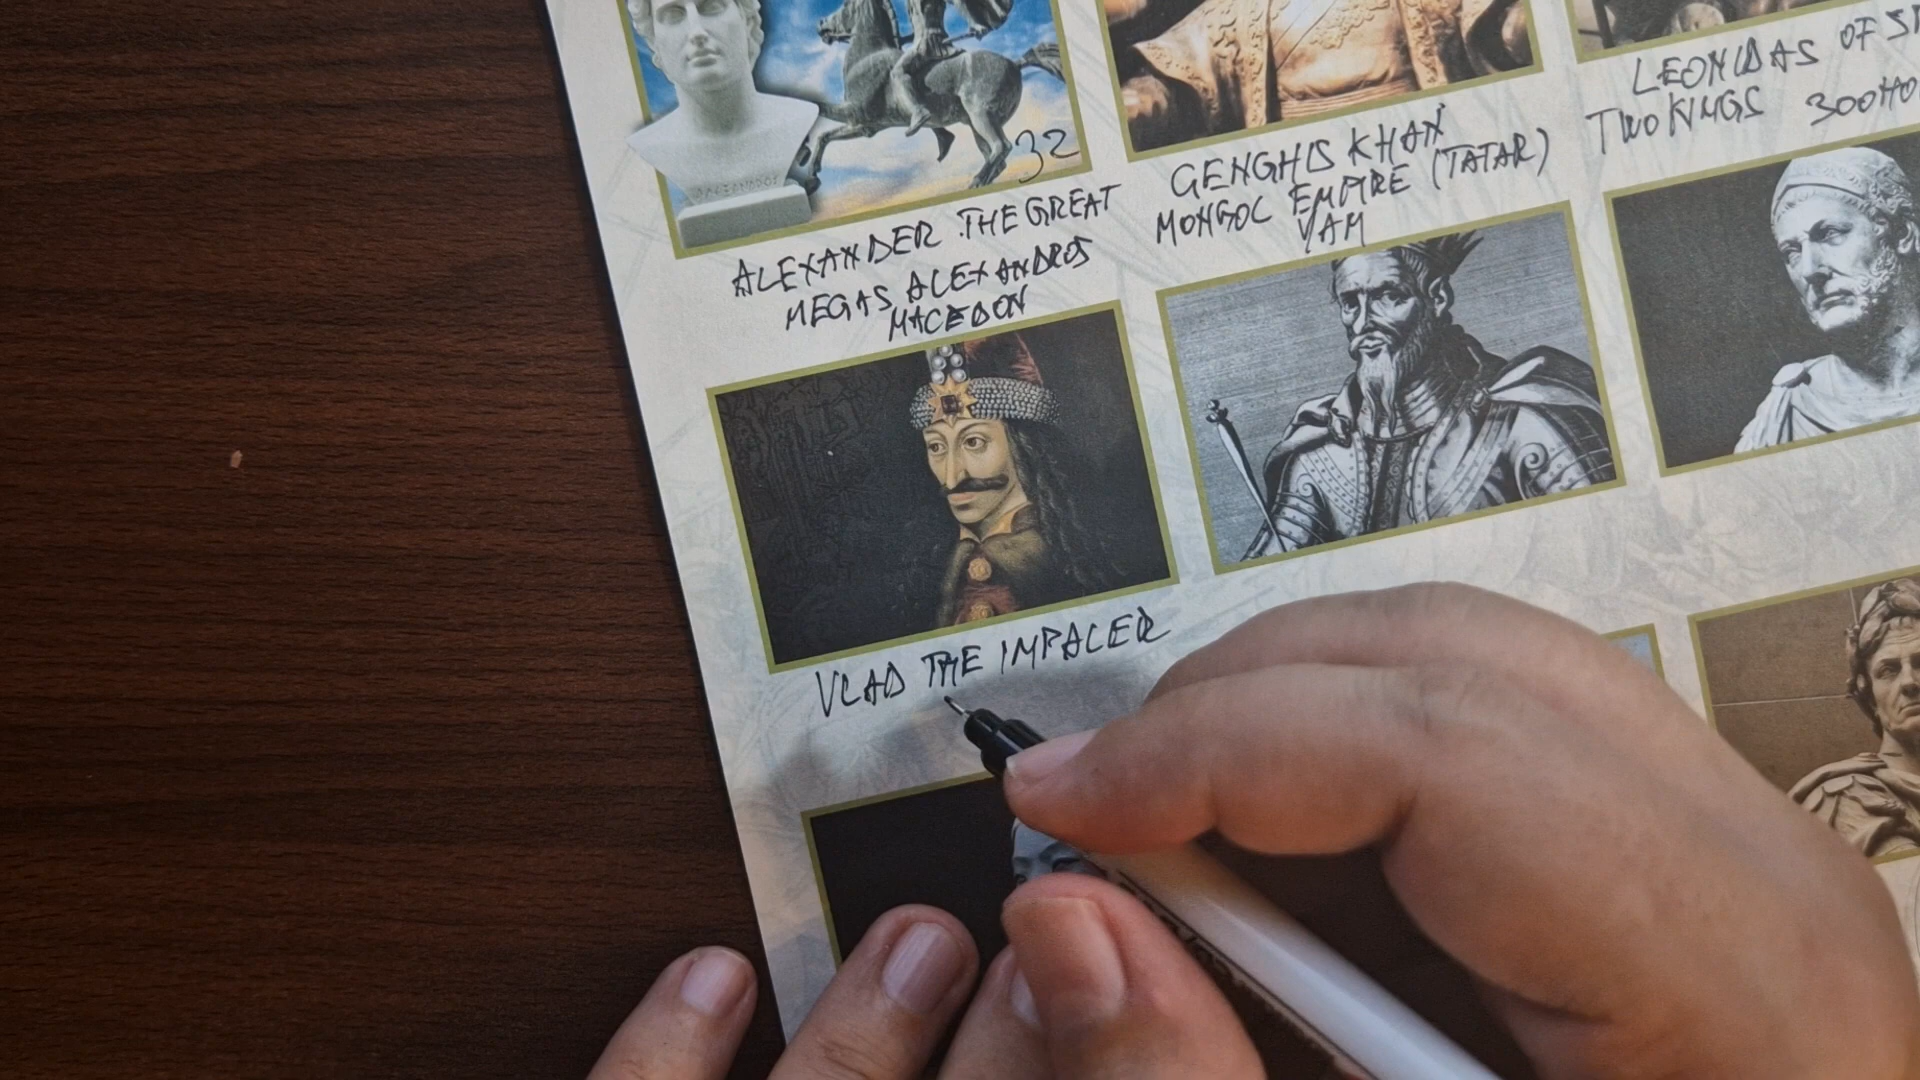 32
ALEXANDER THE GREAT
MEGAS ALEXANDROS
MACEDON
GENGHIS KHAN
MONGOL EMPIRE (TATAR)
YAM
LEONIDAS OF
TWO KINGS 300
VLAD THE IMPALER